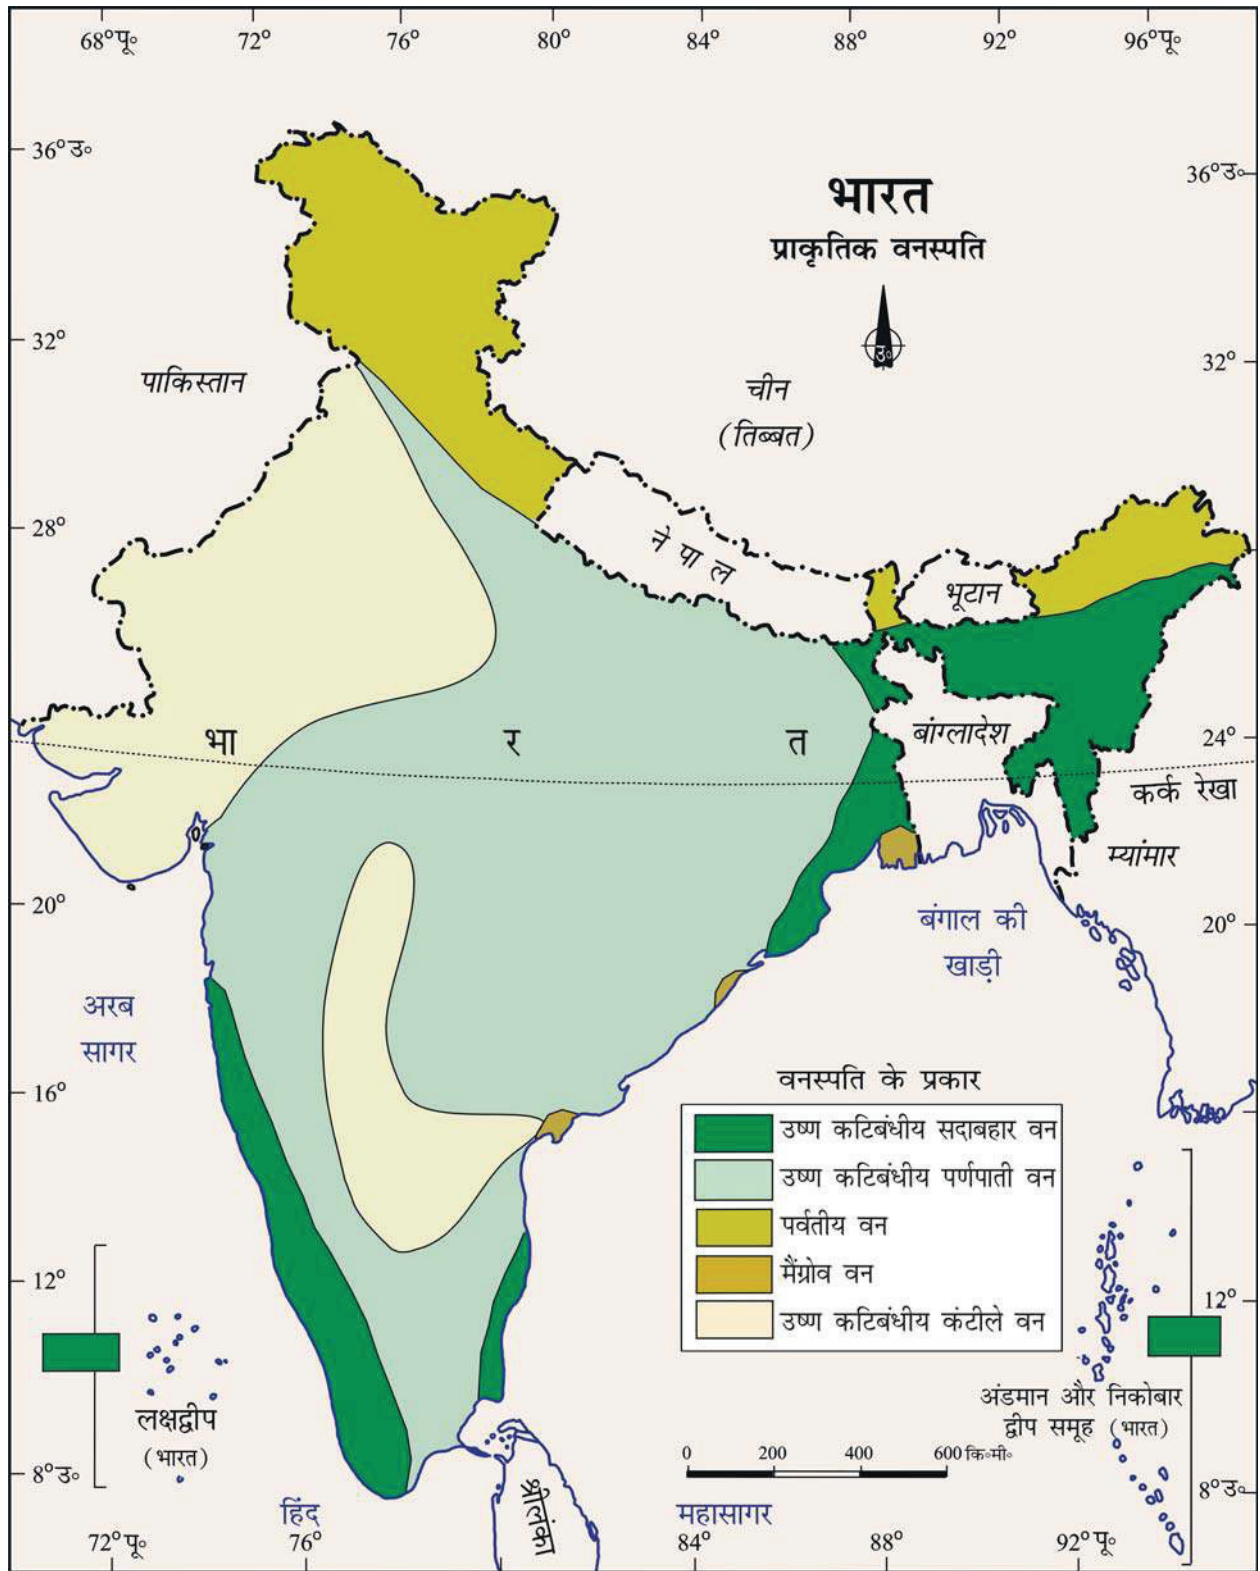 68°पू॰ 72° 76° 80° 84° 88° 92° 96°पू॰
36°उ॰
36°उ॰
भारत
प्राकृतिक वनस्पति
उ॰
32°
32°
पाकिस्तान
चीन
(तिब्बत)
28°
28°
नेपाल
भूटान
भारत
बांग्लादेश
24°
कर्क रेखा
म्यांमार
20°
20°
बंगाल की
खाड़ी
अरब
सागर
16°
वनस्पति के प्रकार
उष्ण कटिबंधीय सदाबहार वन
उष्ण कटिबंधीय पर्णपाती वन
पर्वतीय वन
मैंग्रोव वन
उष्ण कटिबंधीय कंटीले वन
12°
12°
लक्षद्वीप
(भारत)
अंडमान और निकोबार
द्वीप समूह (भारत)
0 200 400 600 कि॰मी॰
8°उ॰
8°उ॰
हिंद
श्रीलंका
महासागर
72°पू॰ 76° 84° 88° 92°पू॰